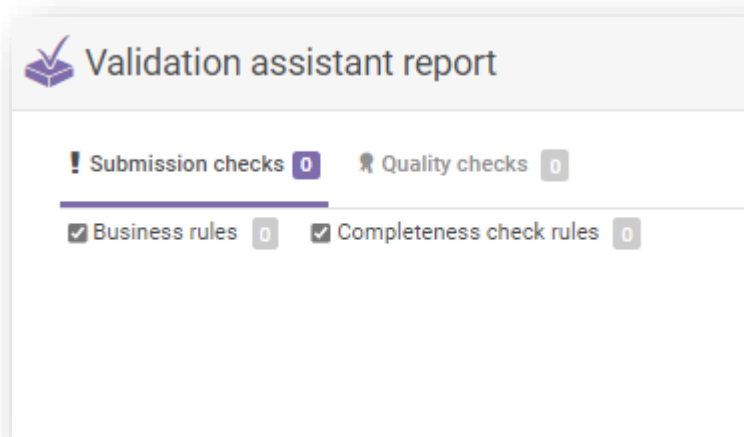 Validation assistant report
! Submission checks 0 Quality checks 0
Business rules 0 Completeness check rules 0